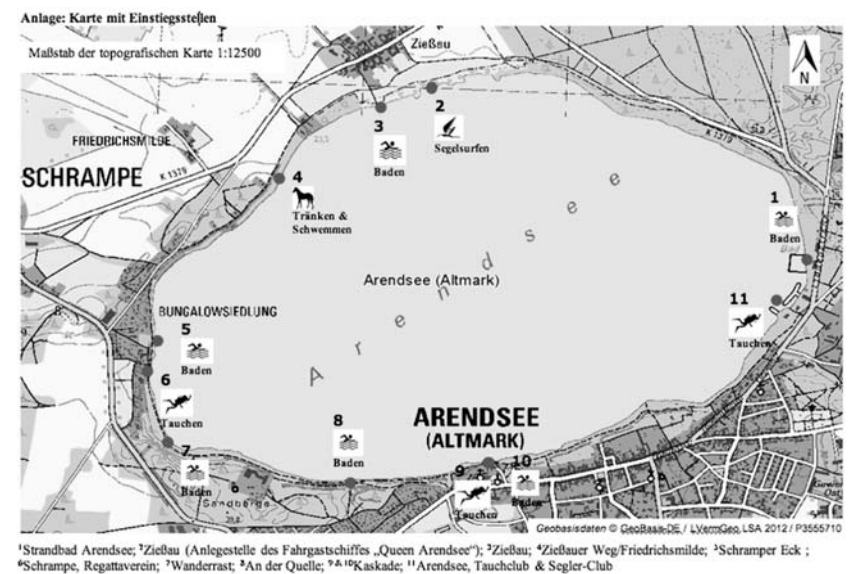 Anlage: Karte mit Einstiegsstellen
Maßstab der topografischen Karte 1:12500
Zießau
N
2
Segelsurfen
3
Baden
K 1379
FRIEDRICHSMILDE
SCHRAMPE
K 1379
4
Tränken &
Schwemmen
1
Baden
Arendsee
Arendsee (Altmark)
11
Tauchen
BUNGALOWSIEDLUNG
5
Baden
6
Tauchen
7
Baden
Sandberge
8
Baden
ARENDSEE
(ALTMARK)
9
Tauchen
10
Baden
Geobasisdaten © GeoBasis-DE / LVermGeo LSA 2012 / P3555710
¹Strandbad Arendsee; ²Zießau (Anlegestelle des Fahrgastschiffes „Queen Arendsee“); ³Zießau; ⁴Zießauer Weg/Friedrichsmilde; ⁵Schramper Eck ;
⁶Schrampe, Regattaverein; ⁷Wanderrast; ⁸An der Quelle; ⁹&¹⁰Kaskade; ¹¹Arendsee, Tauchclub & Segler-Club